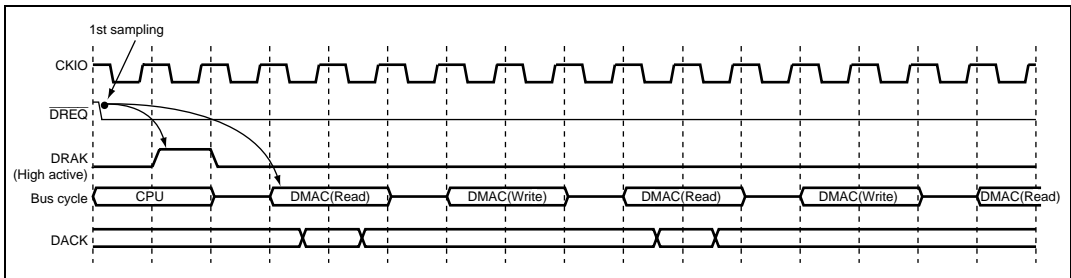 1st sampling
CKIO
DREQ
DRAK
(High active)
Bus cycle CPU DMAC(Read) DMAC(Write) DMAC(Read) DMAC(Write) DMAC(Read)
DACK